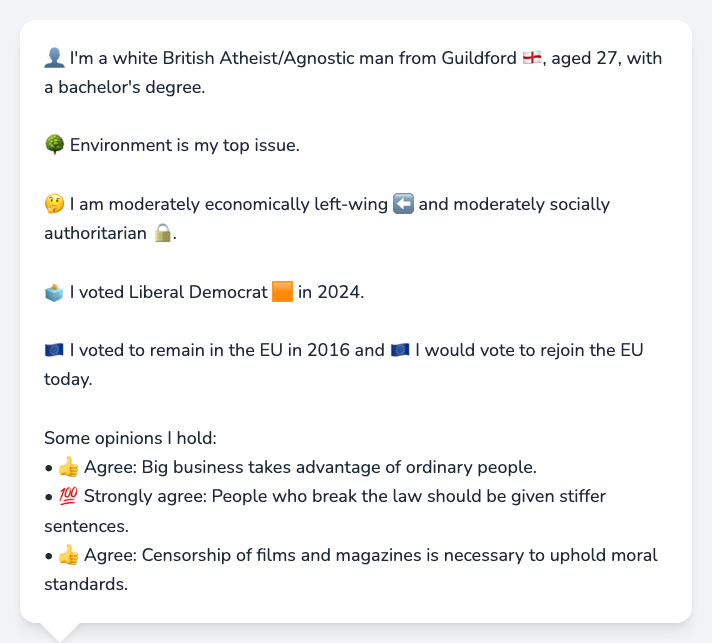 👤 I'm a white British Atheist/Agnostic man from Guildford 🏴󠁧󠁢󠁥󠁮󠁧󠁿, aged 27, with
a bachelor's degree.
🌳 Environment is my top issue.
🤔 I am moderately economically left-wing ⬅️ and moderately socially
authoritarian 🔒.
🗳️ I voted Liberal Democrat 🟧 in 2024.
🇪🇺 I voted to remain in the EU in 2016 and 🇪🇺 I would vote to rejoin the EU
today.
Some opinions I hold:
• 👍 Agree: Big business takes advantage of ordinary people.
• 💯 Strongly agree: People who break the law should be given stiffer
sentences.
• 👍 Agree: Censorship of films and magazines is necessary to uphold moral
standards.